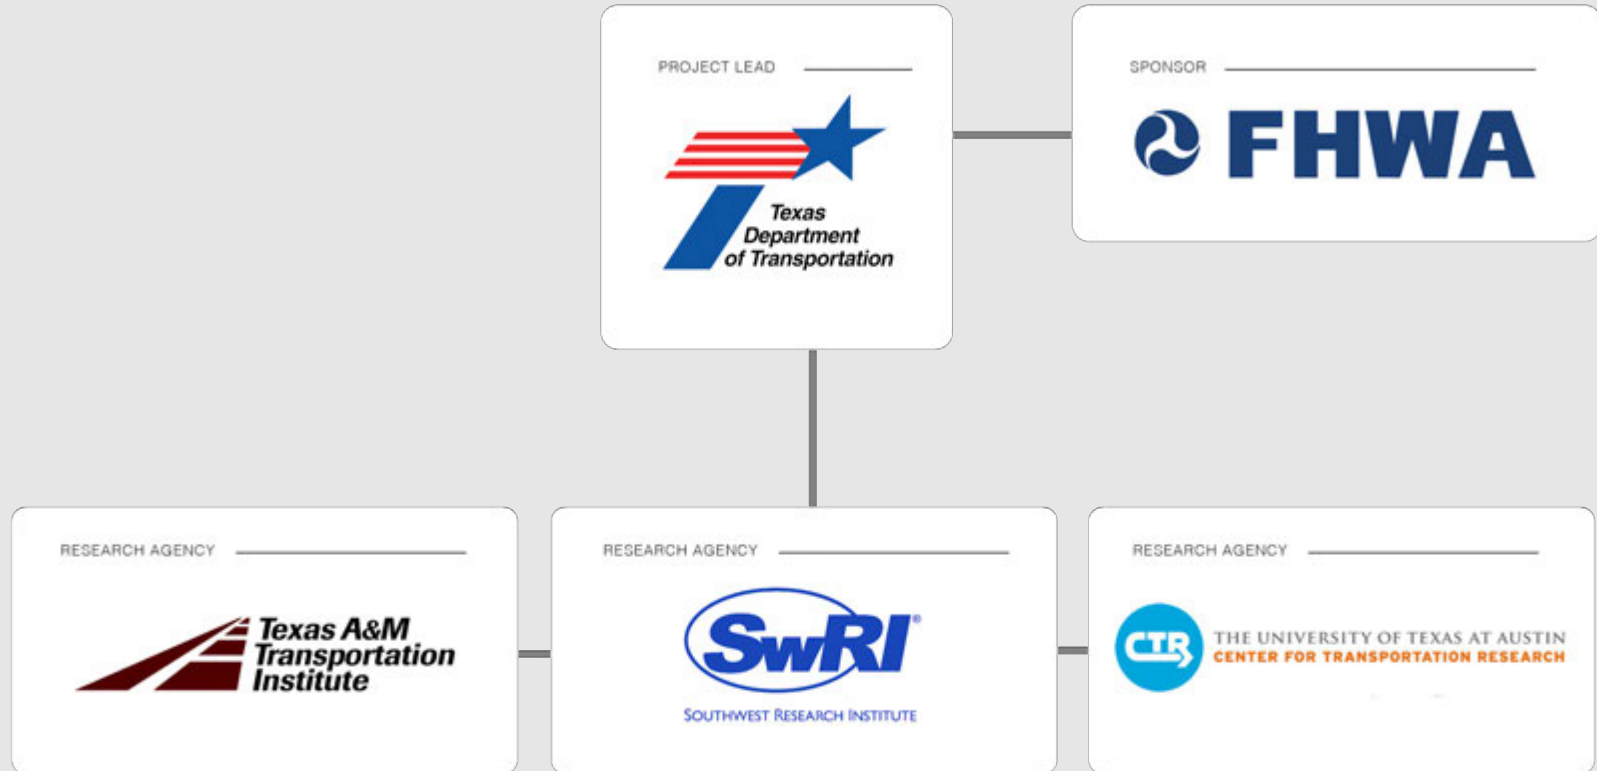 PROJECT LEAD
Texas
Department
of Transportation
SPONSOR
FHWA
RESEARCH AGENCY
Texas A&M
Transportation
Institute
RESEARCH AGENCY
SwRI®
SOUTHWEST RESEARCH INSTITUTE
RESEARCH AGENCY
CTR
THE UNIVERSITY OF TEXAS AT AUSTIN
CENTER FOR TRANSPORTATION RESEARCH